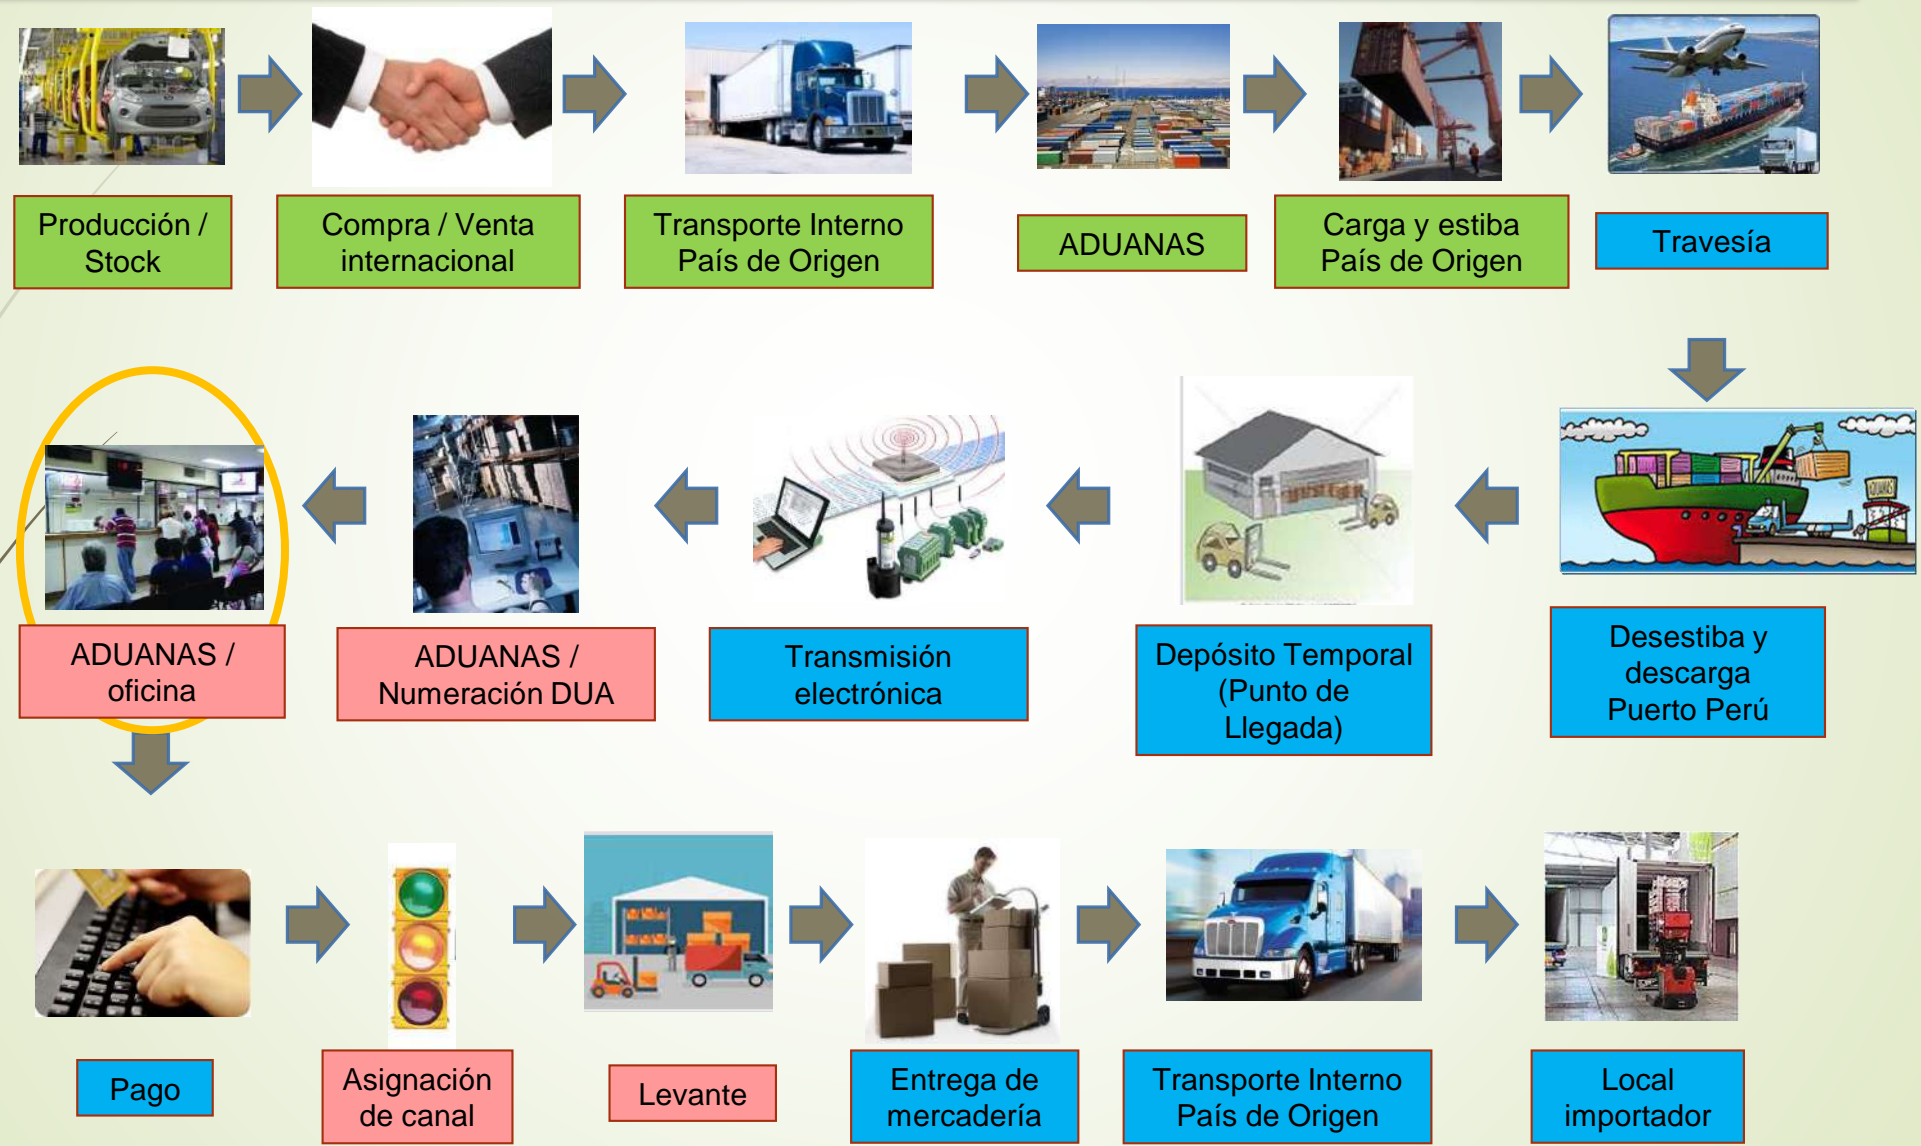 Producción /
Stock
Compra / Venta
internacional
Transporte Interno
País de Origen
ADUANAS
Carga y estiba
País de Origen
Travesía
ADUANAS /
oficina
ADUANAS /
Numeración DUA
Transmisión
electrónica
Depósito Temporal
(Punto de
Llegada)
ADUANAS
Desestiba y
descarga
Puerto Perú
Pago
Asignación
de canal
Levante
Entrega de
mercadería
Transporte Interno
País de Origen
Local
importador